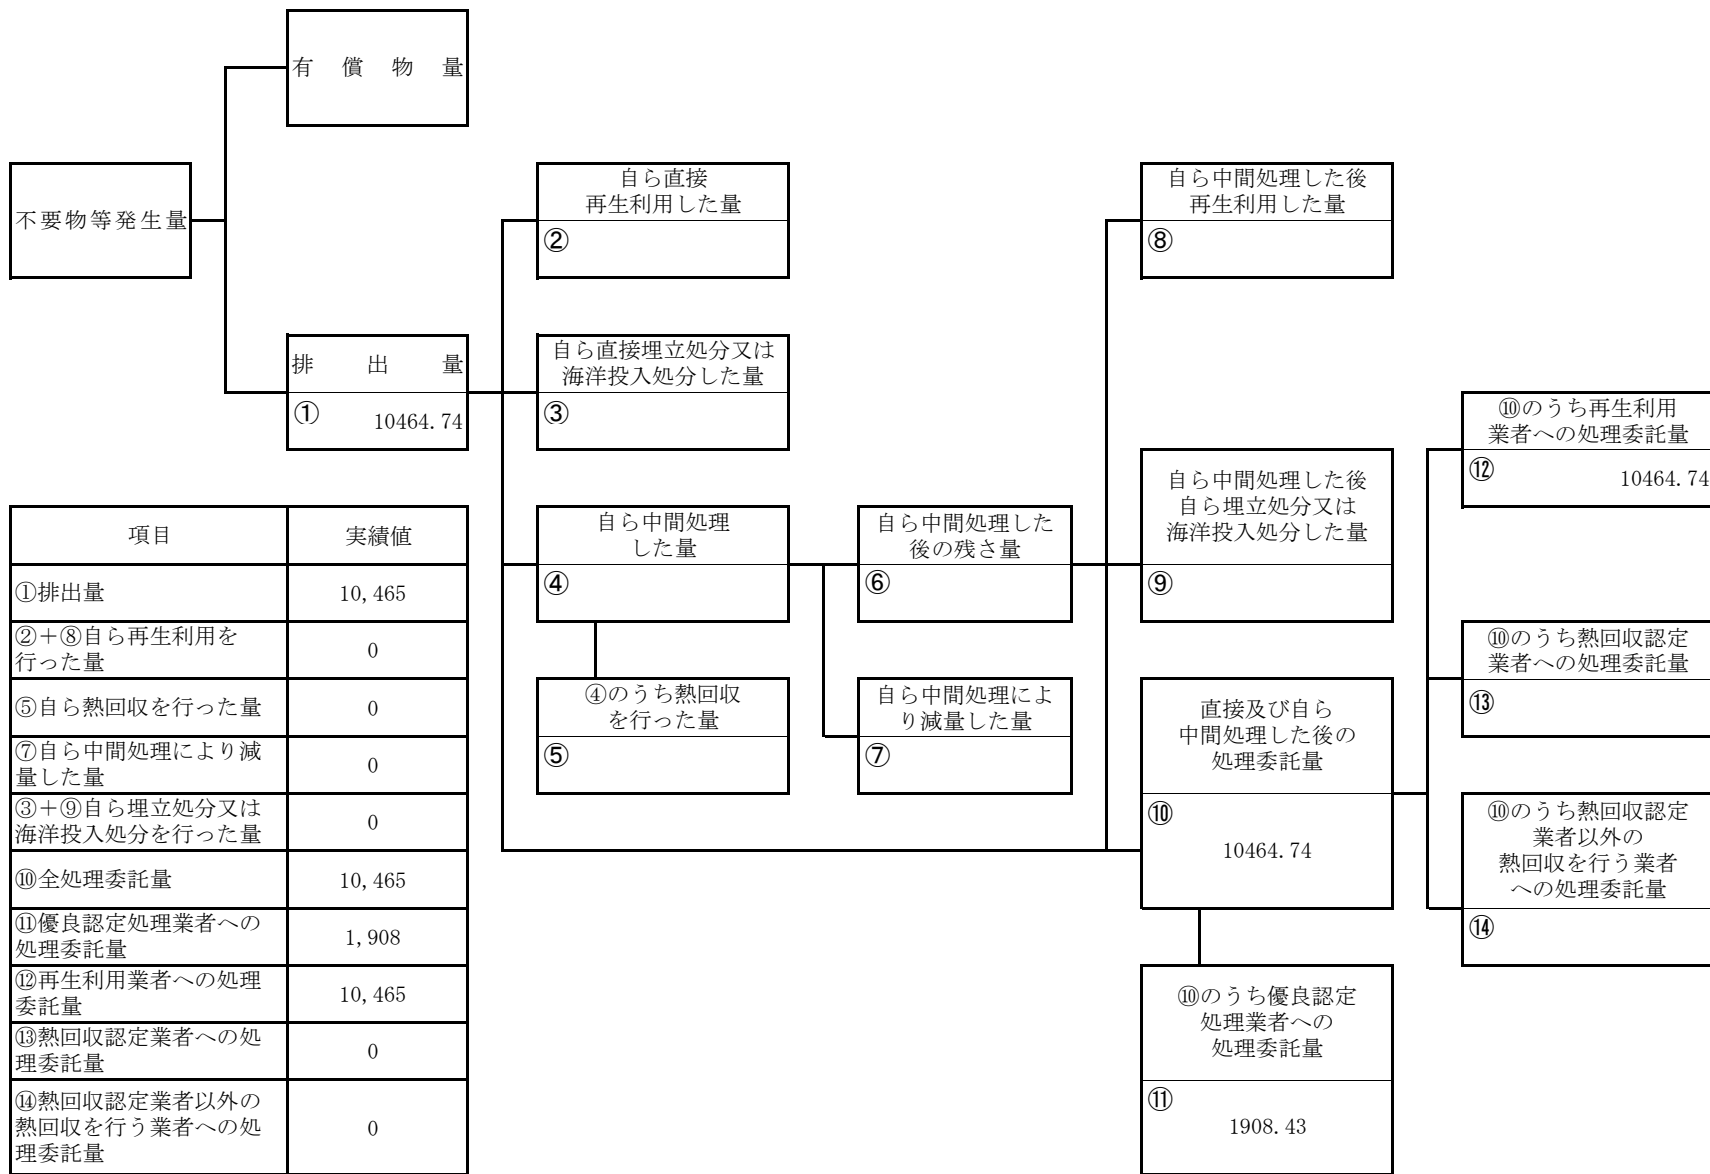 有償物量
不要物等発生量
排出量
① 10464.74
自ら直接
再生利用した量
②
自ら直接埋立処分又は
海洋投入処分した量
③
自ら中間処理
した量
④
④のうち熱回収
を行った量
⑤
自ら中間処理した
後の残さ量
⑥
自ら中間処理によ
り減量した量
⑦
自ら中間処理した後
再生利用した量
⑧
自ら中間処理した後
自ら埋立処分又は
海洋投入処分した量
⑨
直接及び自ら
中間処理した後の
処理委託量
⑩
10464.74
⑩のうち優良認定
処理業者への
処理委託量
⑪
1908.43
⑩のうち再生利用
業者への処理委託量
⑫ 10464.74
⑩のうち熱回収認定
業者への処理委託量
⑬
⑩のうち熱回収認定
業者以外の
熱回収を行う業者
への処理委託量
⑭
項目 実績値
①排出量 10,465
②＋⑧自ら再生利用を
行った量 0
⑤自ら熱回収を行った量 0
⑦自ら中間処理により減
量した量 0
③＋⑨自ら埋立処分又は
海洋投入処分を行った量 0
⑩全処理委託量 10,465
⑪優良認定処理業者への
処理委託量 1,908
⑫再生利用業者への処理
委託量 10,465
⑬熱回収認定業者への処
理委託量 0
⑭熱回収認定業者以外の
熱回収を行う業者への処 0
理委託量